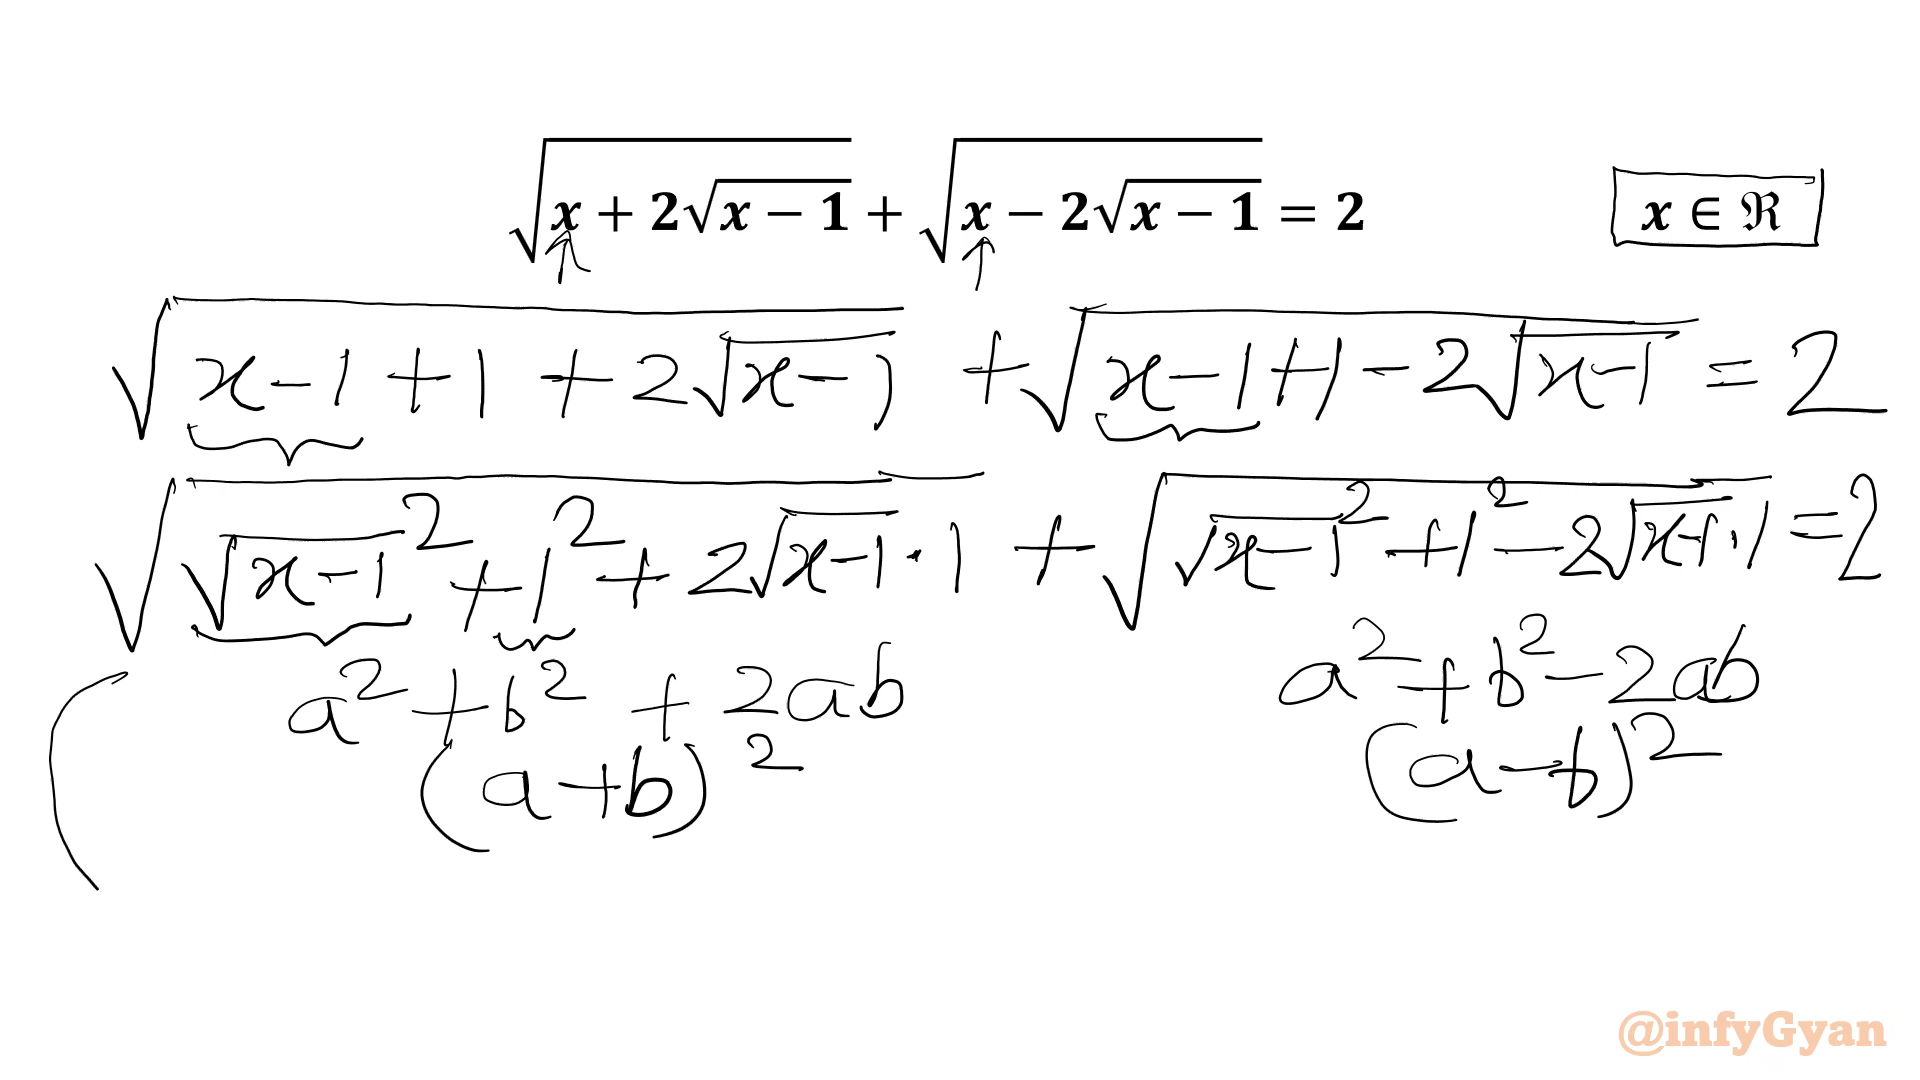 √(x + 2√(x − 1)) + √(x − 2√(x − 1)) = 2    x ∈ ℜ
√(x−1+1+2√(x−1)) + √(x−1+1−2√(x−1)) = 2
√(√(x−1)²+1²+2√(x−1)·1) + √(√(x−1)²+1²−2√(x−1)·1) = 2
a²+b²+2ab    a²+b²−2ab
(a+b)²    (a−b)²
(
@infyGyan